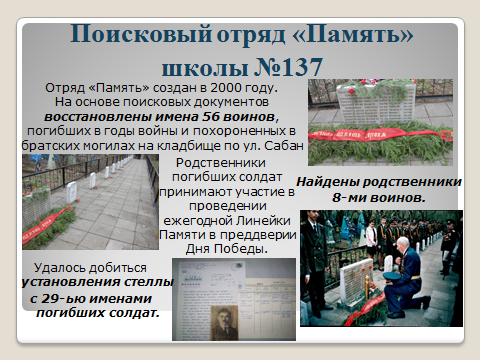 Поисковый отряд «Память»
школы №137
Отряд «Память» создан в 2000 году.
На основе поисковых документов
восстановлены имена 56 воинов,
погибших в годы войны и похороненных в
братских могилах на кладбище по ул. Сабан
Родственники
погибших солдат
принимают участие в
проведении
ежегодной Линейки
Памяти в преддверии
Дня Победы.
Найдены родственники
8-ми воинов.
Удалось добиться
установления стеллы
с 29-ью именами
погибших солдат.